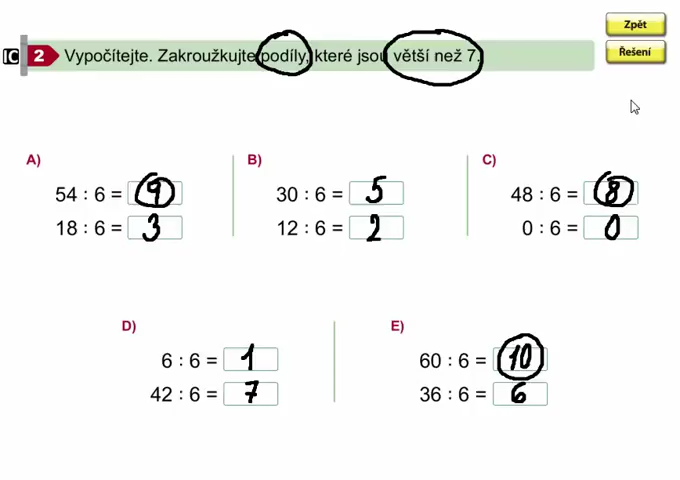 Zpět
2 Vypočítejte. Zakroužkujte podíly, které jsou větší než 7.
Řešení
A)
54 : 6 = 9
18 : 6 = 3
B)
30 : 6 = 5
12 : 6 = 2
C)
48 : 6 = 8
0 : 6 = 0
D)
6 : 6 = 1
42 : 6 = 7
E)
60 : 6 = 10
36 : 6 = 6